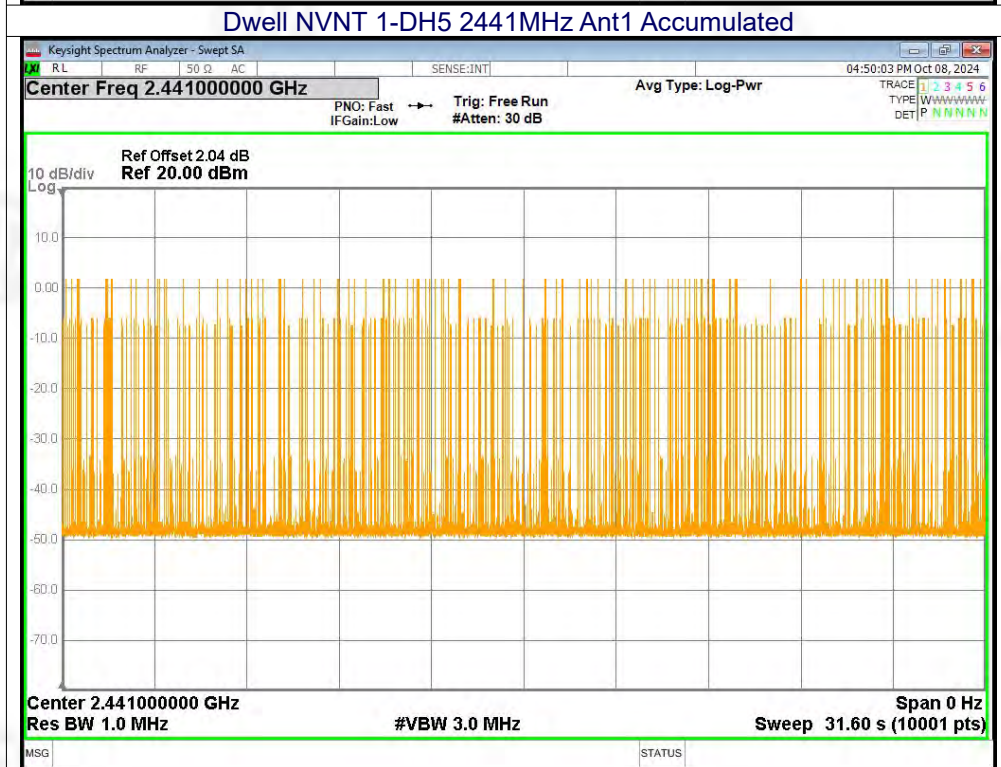 Dwell NVNT 1-DH5 2441MHz Ant1 Accumulated
Keysight Spectrum Analyzer - Swept SA
LXI RL RF 50 Ω AC SENSE:INT 04:50:03 PM Oct 08, 2024
Center Freq 2.441000000 GHz Avg Type: Log-Pwr TRACE 1 2 3 4 5 6
PNO: Fast Trig: Free Run TYPE WWWWWW
IFGain:Low #Atten: 30 dB DET P N N N N N
Ref Offset 2.04 dB
10 dB/div Ref 20.00 dBm
Log
10.0
0.00
-10.0
-20.0
-30.0
-40.0
-50.0
-60.0
-70.0
Center 2.441000000 GHz Span 0 Hz
Res BW 1.0 MHz #VBW 3.0 MHz Sweep 31.60 s (10001 pts)
MSG STATUS